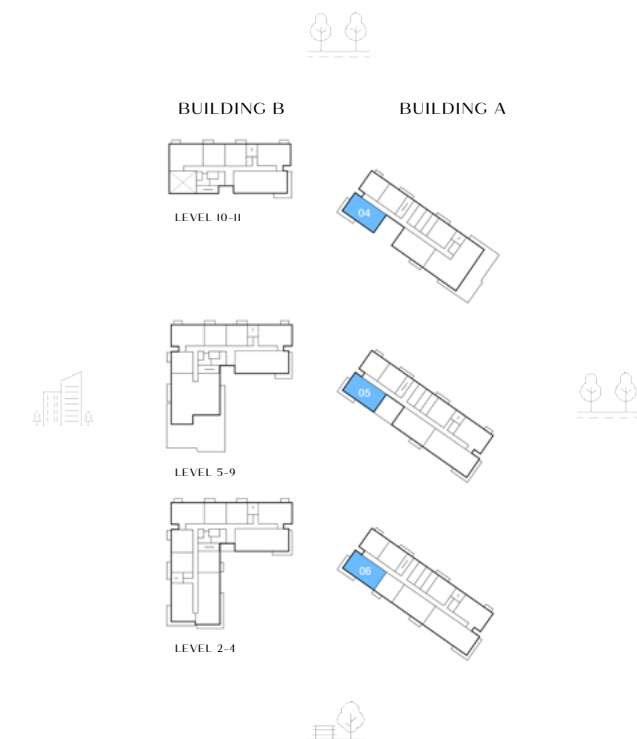 BUILDING B
BUILDING A
04
LEVEL 10-11
05
LEVEL 5-9
06
LEVEL 2-4